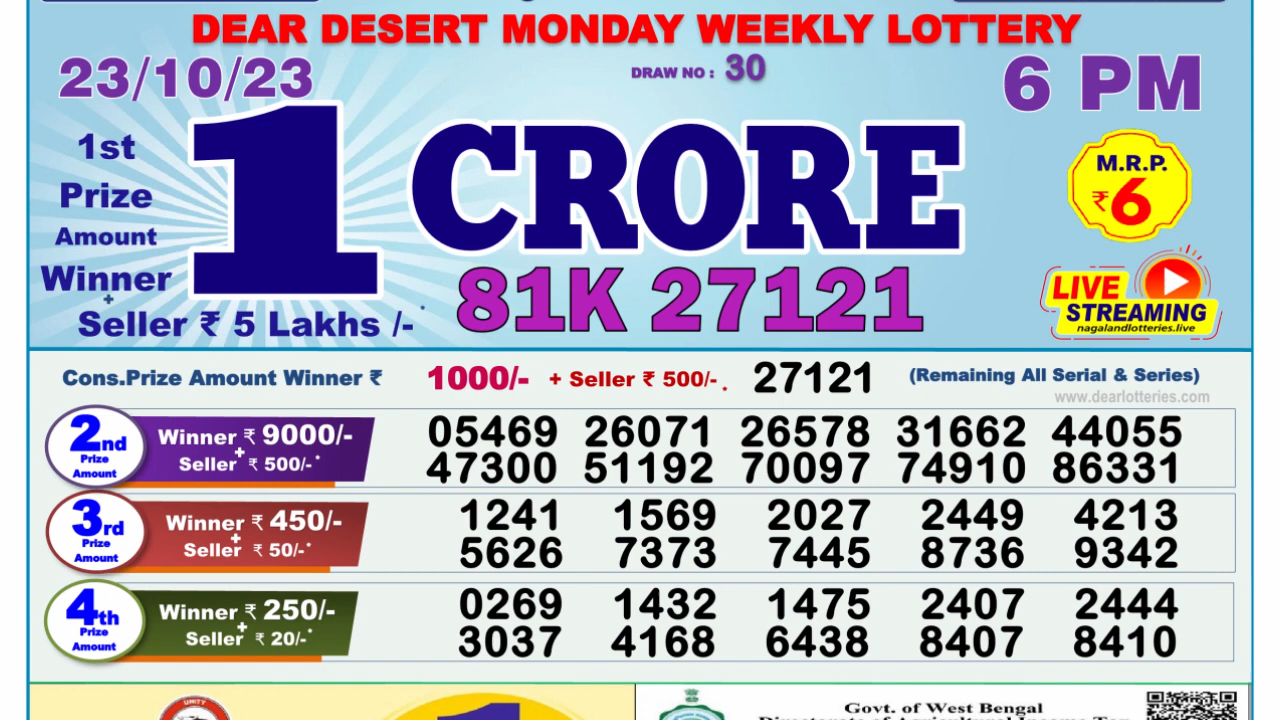 DEAR DESERT MONDAY WEEKLY LOTTERY
23/10/23
DRAW NO : 30
6 PM
1st
Prize
Amount
Winner
+
Seller ₹ 5 Lakhs /- *
1 CRORE
81K 27121
M.R.P.
₹6
LIVE
STREAMING
nagalandlotteries.live
Cons.Prize Amount Winner ₹ 1000/- + Seller ₹ 500/- . 27121 (Remaining All Serial & Series)
www.dearlotteries.com
2nd
Prize
Amount
Winner ₹ 9000/-
+
Seller ₹ 500/- *
05469 26071 26578 31662 44055
47300 51192 70097 74910 86331
3rd
Prize
Amount
Winner ₹ 450/-
+
Seller ₹ 50/- *
1241 1569 2027 2449 4213
5626 7373 7445 8736 9342
4th
Prize
Amount
Winner ₹ 250/-
+
Seller ₹ 20/- *
0269 1432 1475 2407 2444
3037 4168 6438 8407 8410
UNITY
Govt. of West Bengal